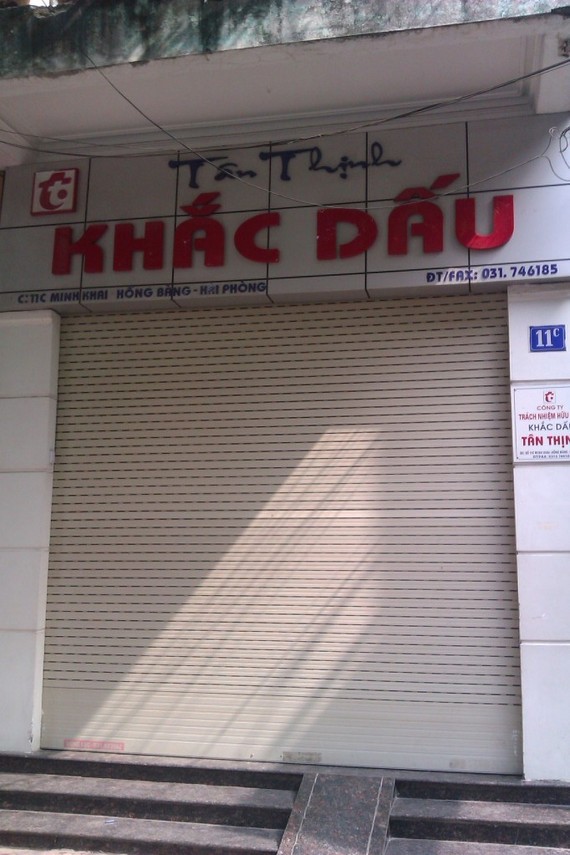 t.
Tân Thịnh
KHẮC DẤU
ĐT/FAX: 031. 746185
C: 11C MINH KHAI HỒNG BÀNG - HẢI PHÒNG
11C
CÔNG TY
TRÁCH NHIỆM HỮU
KHẮC DẤ
TÂN THỊN